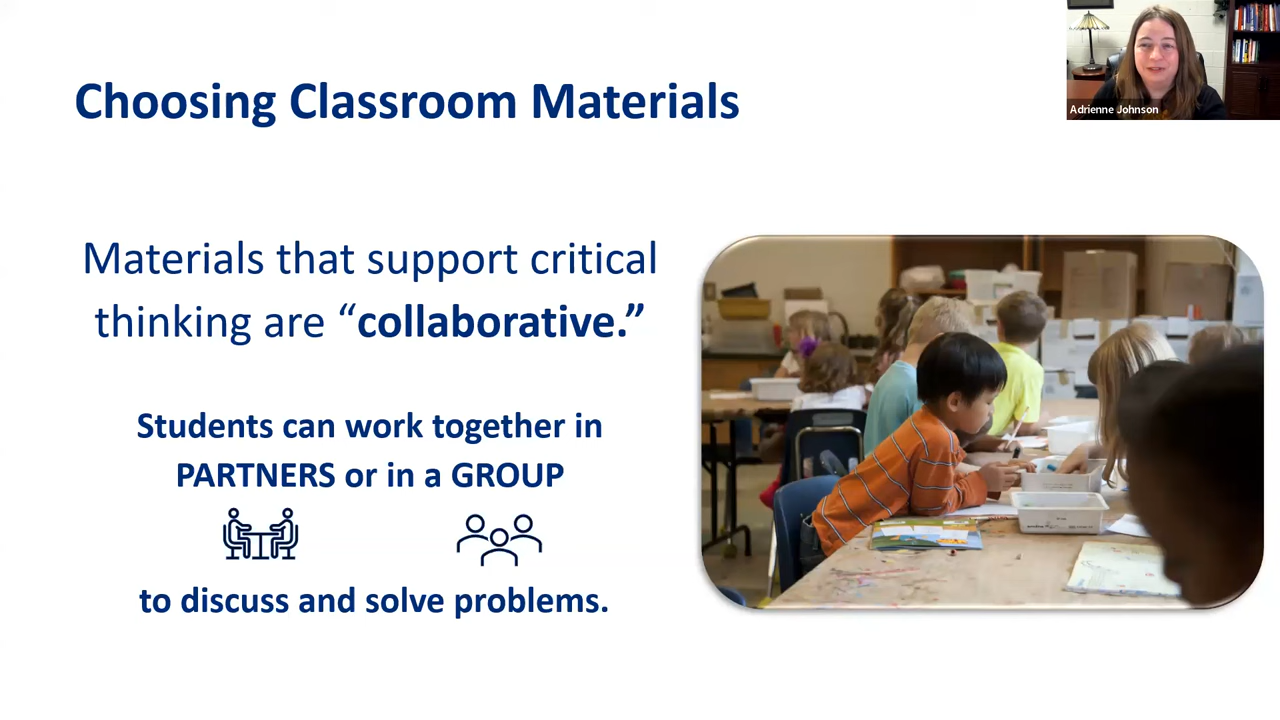 Choosing Classroom Materials
Adrienne Johnson
Materials that support critical
thinking are “collaborative.”
Students can work together in
PARTNERS or in a GROUP
to discuss and solve problems.